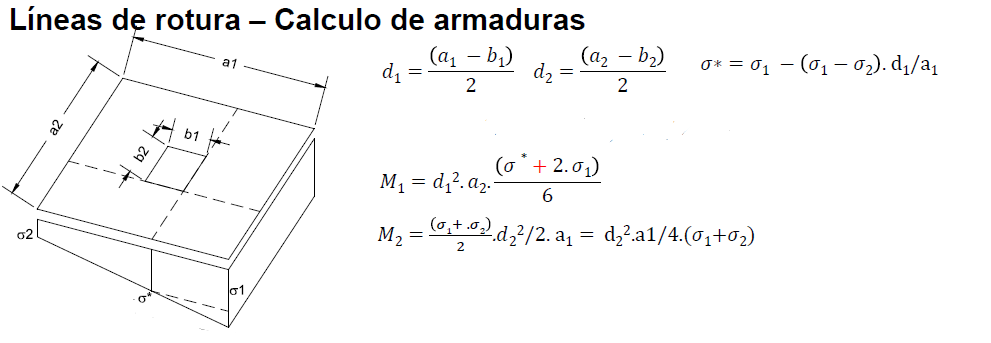 Líneas de rotura – Calculo de armaduras
a1
a2
b1
b2
σ2
σ*
σ1
d₁ = (a₁ − b₁)/2 d₂ = (a₂ − b₂)/2 σ* = σ₁ − (σ₁ − σ₂). d₁/a₁
M₁ = d₁². a₂. (σ* + 2. σ₁)/6
M₂ = (σ₁+ .σ₂)/2 .d₂²/2. a₁ = d₂².a1/4.(σ₁+σ₂)